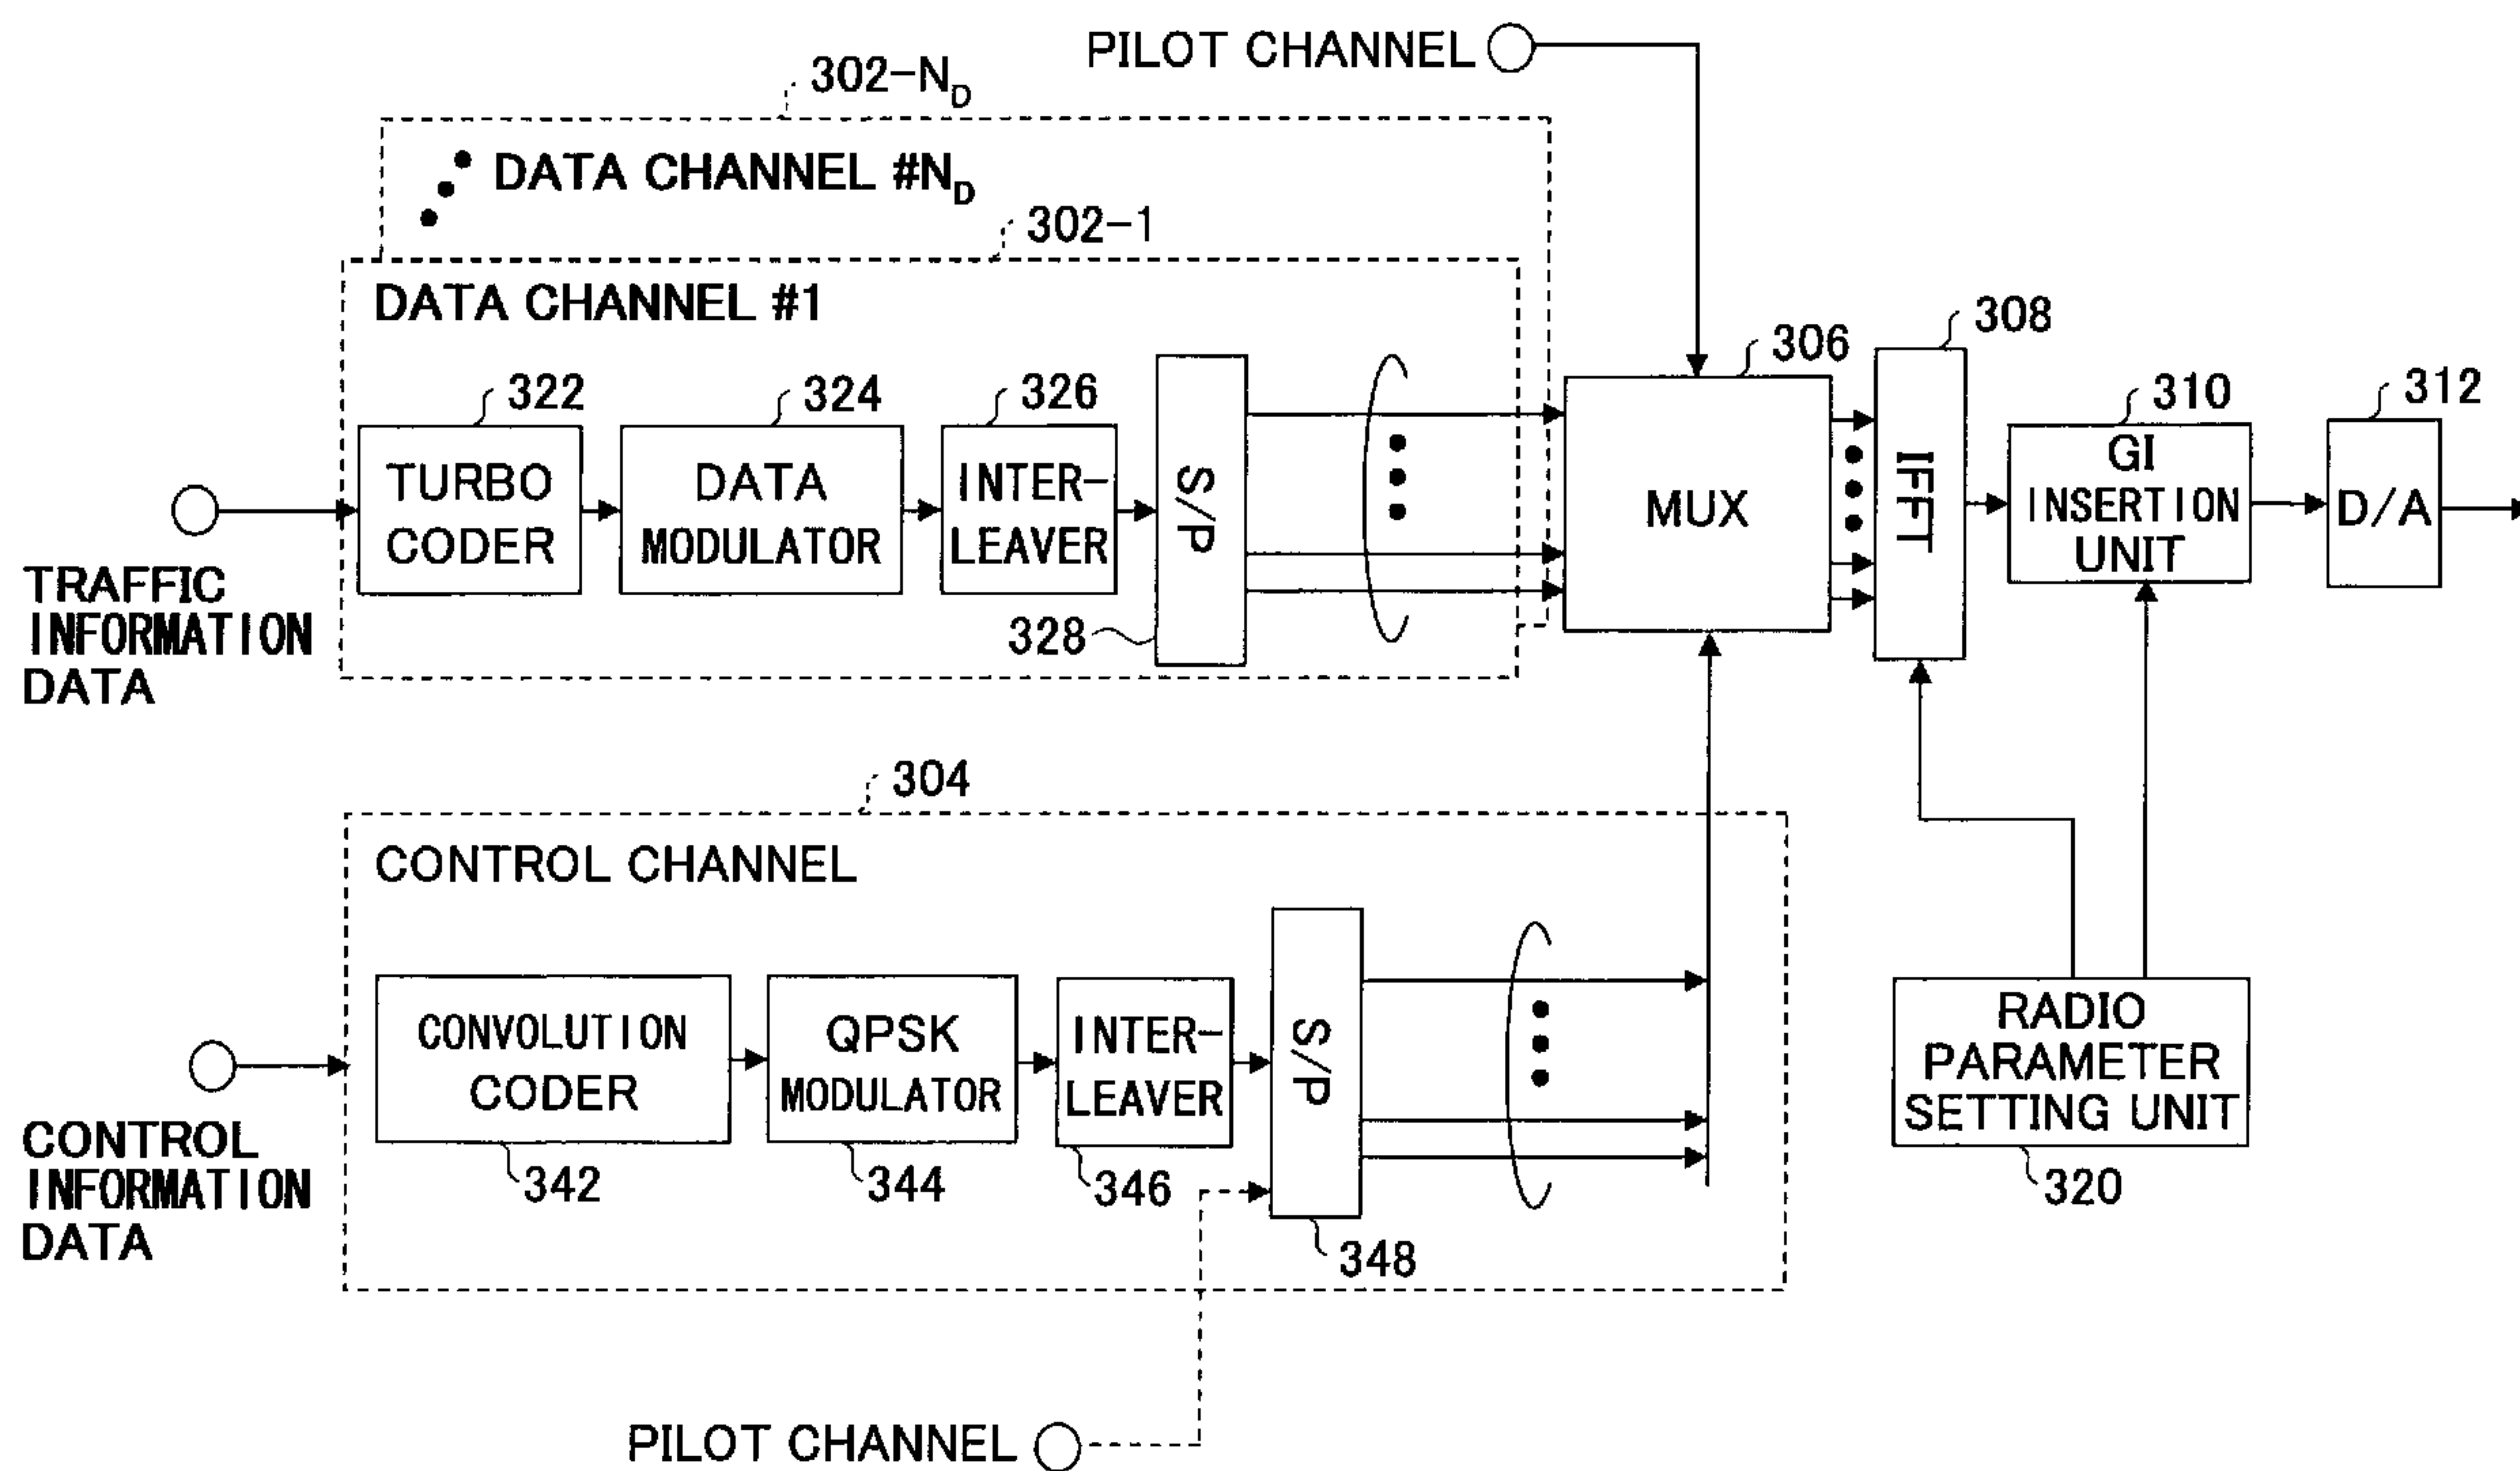 PILOT CHANNEL
302-ND
DATA CHANNEL #ND
302-1
DATA CHANNEL #1
308
306
322
324
326
310
312
TURBO
CODER
DATA
MODULATOR
INTER-
LEAVER
S/P
MUX
IFFT
GI
INSERTION
UNIT
D/A
TRAFFIC
INFORMATION
DATA
328
304
CONTROL CHANNEL
CONVOLUTION
CODER
QPSK
MODULATOR
INTER-
LEAVER
S/P
RADIO
PARAMETER
SETTING UNIT
CONTROL
INFORMATION
DATA
342
344
346
320
348
PILOT CHANNEL